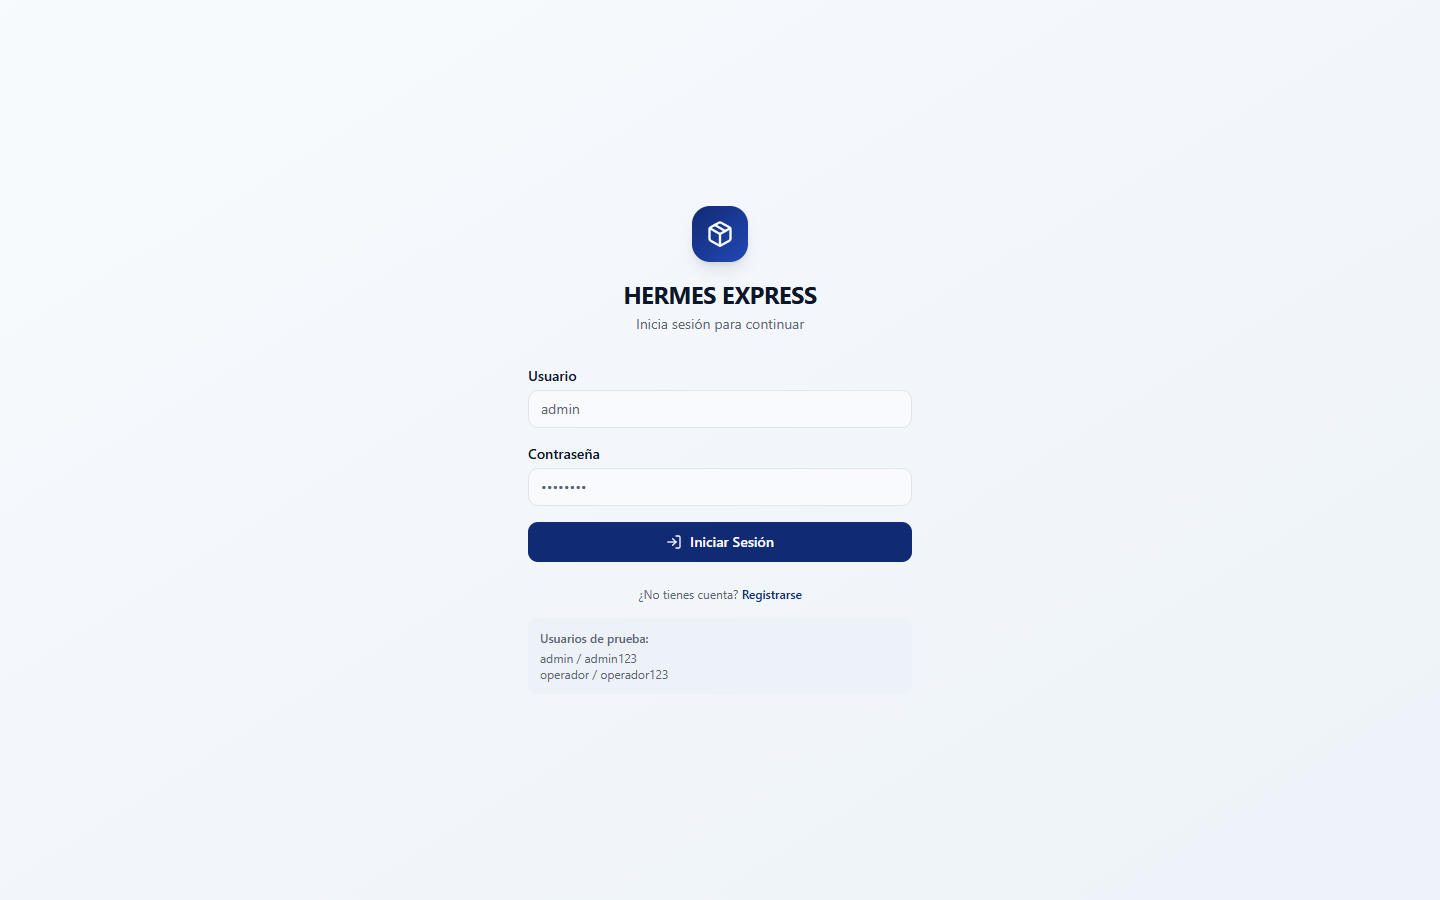 HERMES EXPRESS
Inicia sesión para continuar
Usuario
admin
Contraseña
••••••••
Iniciar Sesión
¿No tienes cuenta? Registrarse
Usuarios de prueba:
admin / admin123
operador / operador123